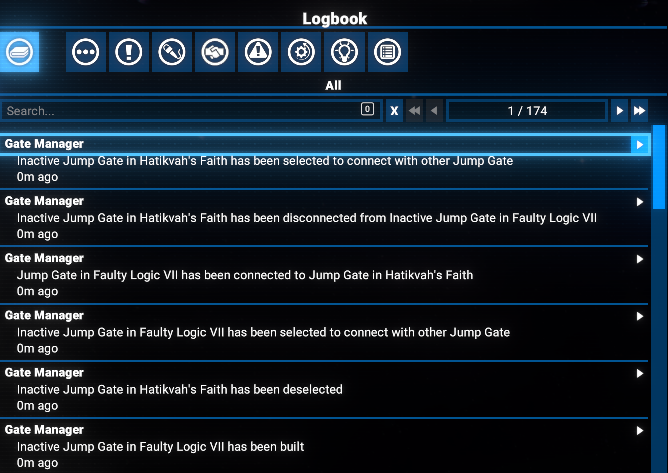 Logbook
All
Search...
0
X
1 / 174
Gate Manager
Inactive Jump Gate in Hatikvah's Faith has been selected to connect with other Jump Gate
0m ago
Gate Manager
Inactive Jump Gate in Hatikvah's Faith has been disconnected from Inactive Jump Gate in Faulty Logic VII
0m ago
Gate Manager
Jump Gate in Faulty Logic VII has been connected to Jump Gate in Hatikvah's Faith
0m ago
Gate Manager
Inactive Jump Gate in Faulty Logic VII has been selected to connect with other Jump Gate
0m ago
Gate Manager
Inactive Jump Gate in Hatikvah's Faith has been deselected
0m ago
Gate Manager
Inactive Jump Gate in Faulty Logic VII has been built
0m ago